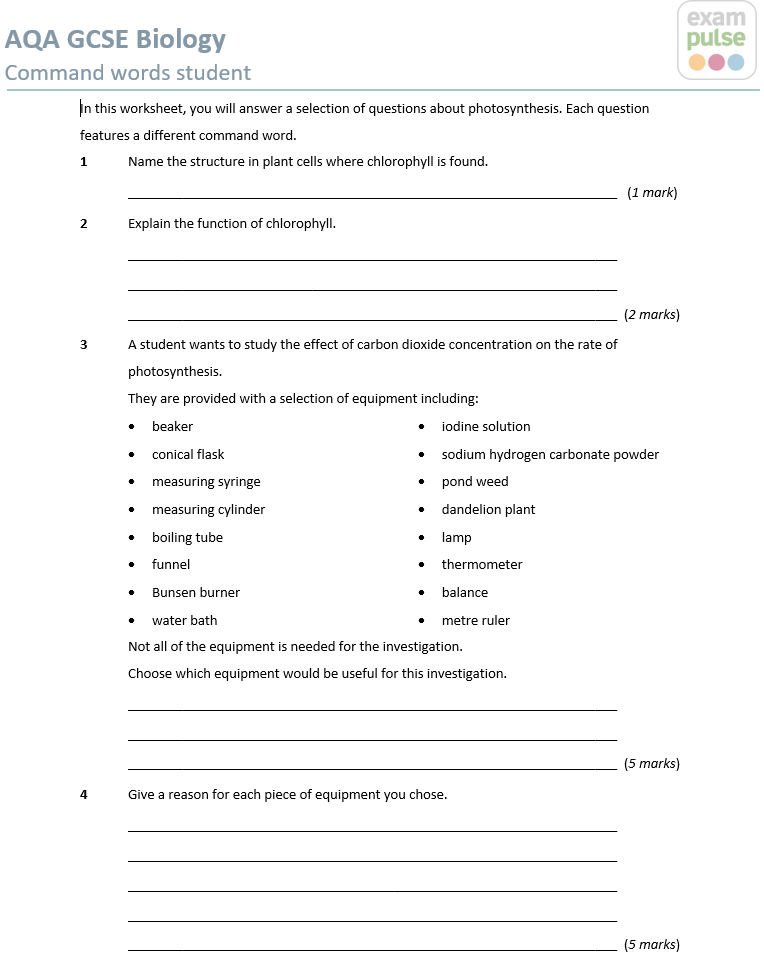 AQA GCSE Biology
exam
pulse
Command words student
In this worksheet, you will answer a selection of questions about photosynthesis. Each question
features a different command word.
1 Name the structure in plant cells where chlorophyll is found.
(1 mark)
2 Explain the function of chlorophyll.
(2 marks)
3 A student wants to study the effect of carbon dioxide concentration on the rate of
photosynthesis.
They are provided with a selection of equipment including:
• beaker
• conical flask
• measuring syringe
• measuring cylinder
• boiling tube
• funnel
• Bunsen burner
• water bath
• iodine solution
• sodium hydrogen carbonate powder
• pond weed
• dandelion plant
• lamp
• thermometer
• balance
• metre ruler
Not all of the equipment is needed for the investigation.
Choose which equipment would be useful for this investigation.
(5 marks)
4 Give a reason for each piece of equipment you chose.
(5 marks)